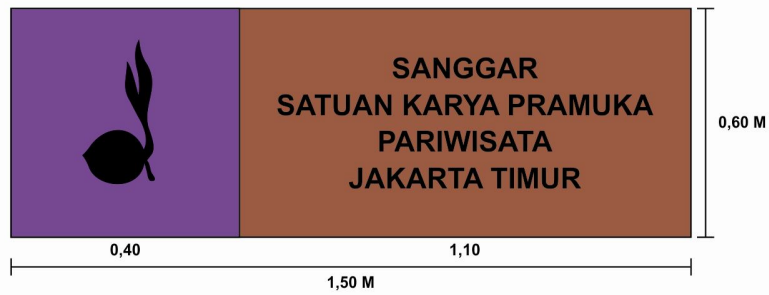 SANGGAR
SATUAN KARYA PRAMUKA
PARIWISATA
JAKARTA TIMUR
0,60 M
0,40
1,10
1,50 M